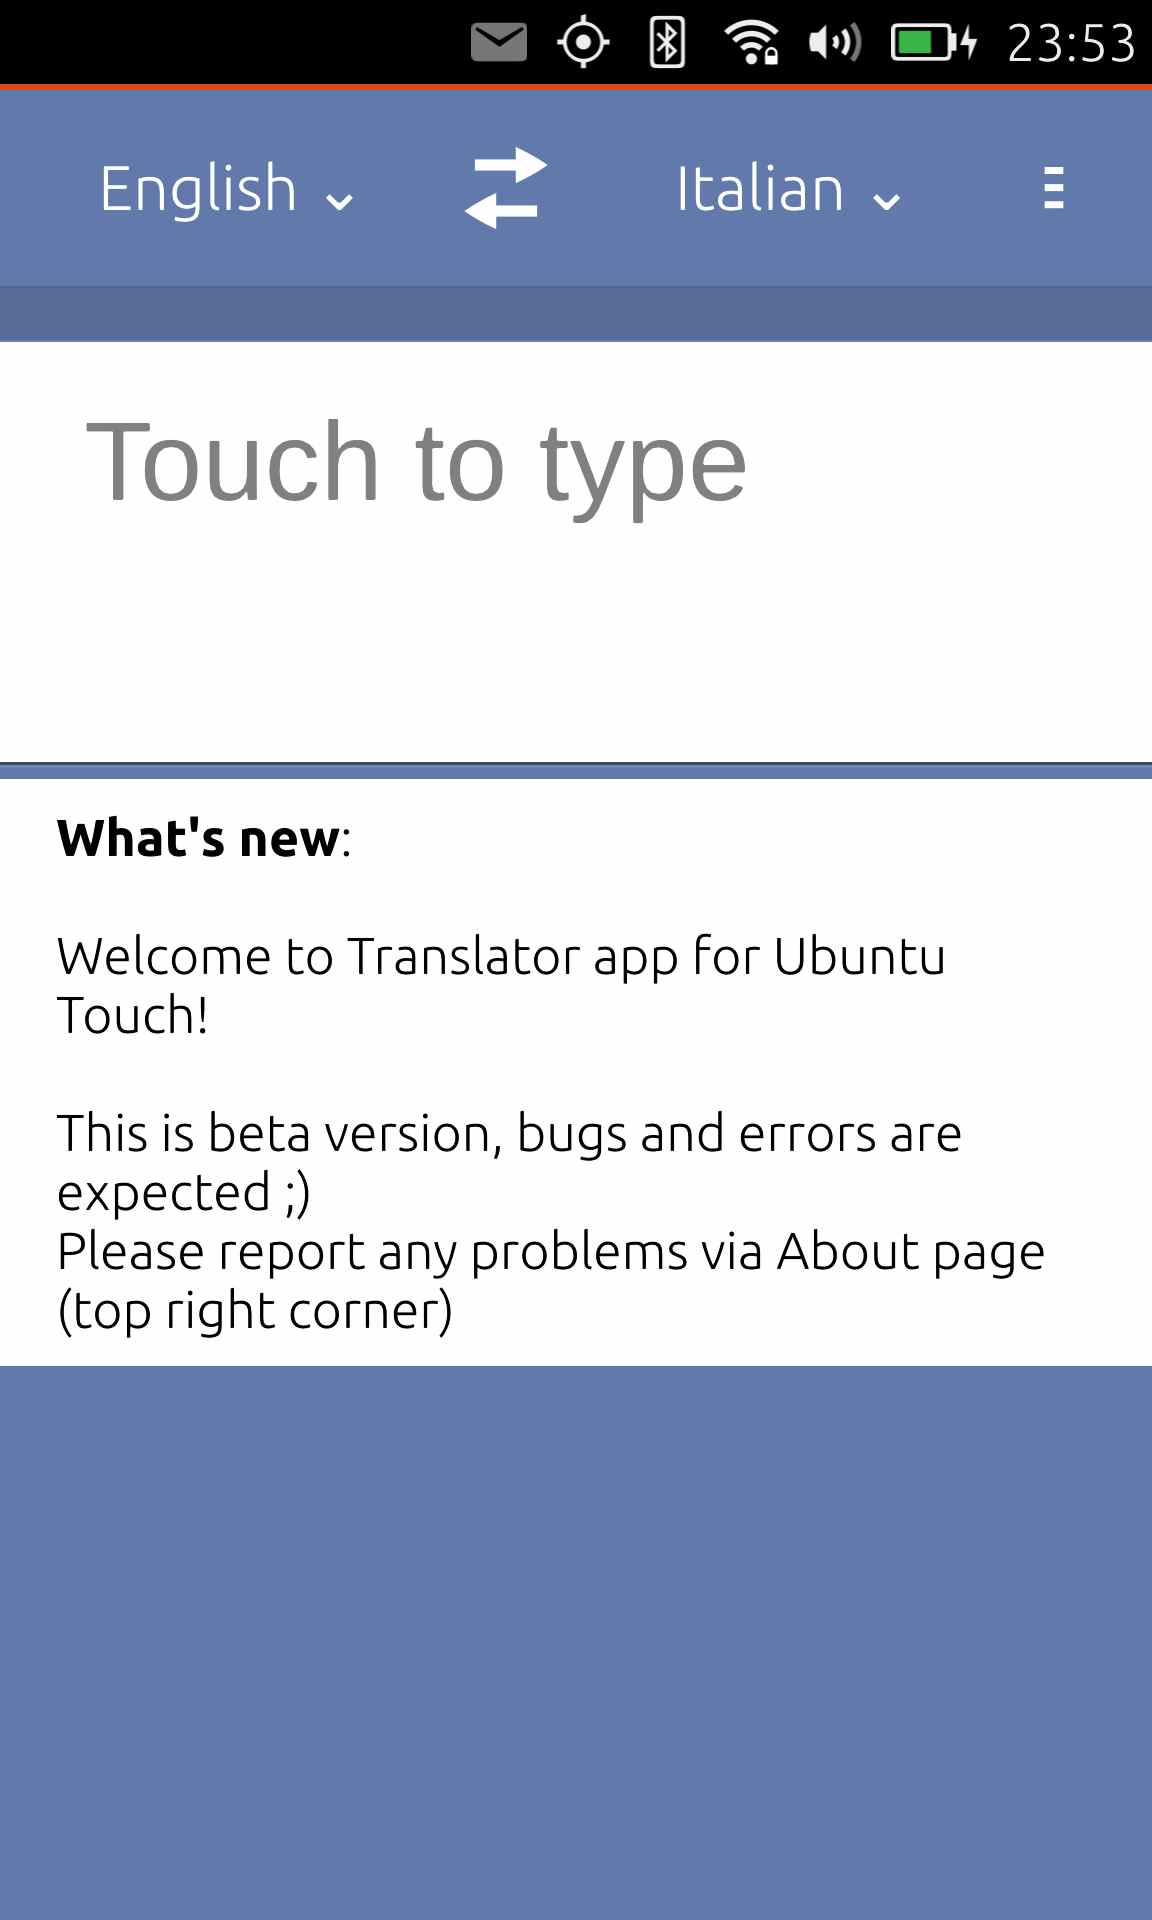 23:53
English Italian
Touch to type
What's new:
Welcome to Translator app for Ubuntu
Touch!
This is beta version, bugs and errors are
expected ;)
Please report any problems via About page
(top right corner)